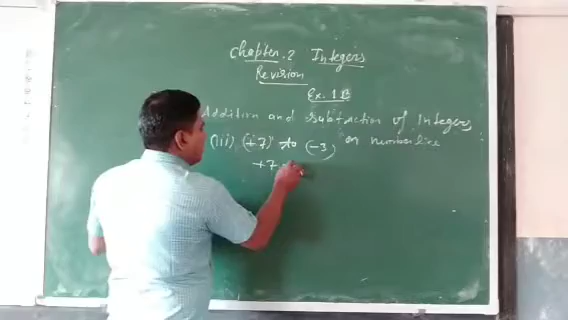 Chapter.2 Integers
Revision
Ex. 1B
Addition and Subtraction of Integers
on number line
(iii) (+7) to (-3)
+7